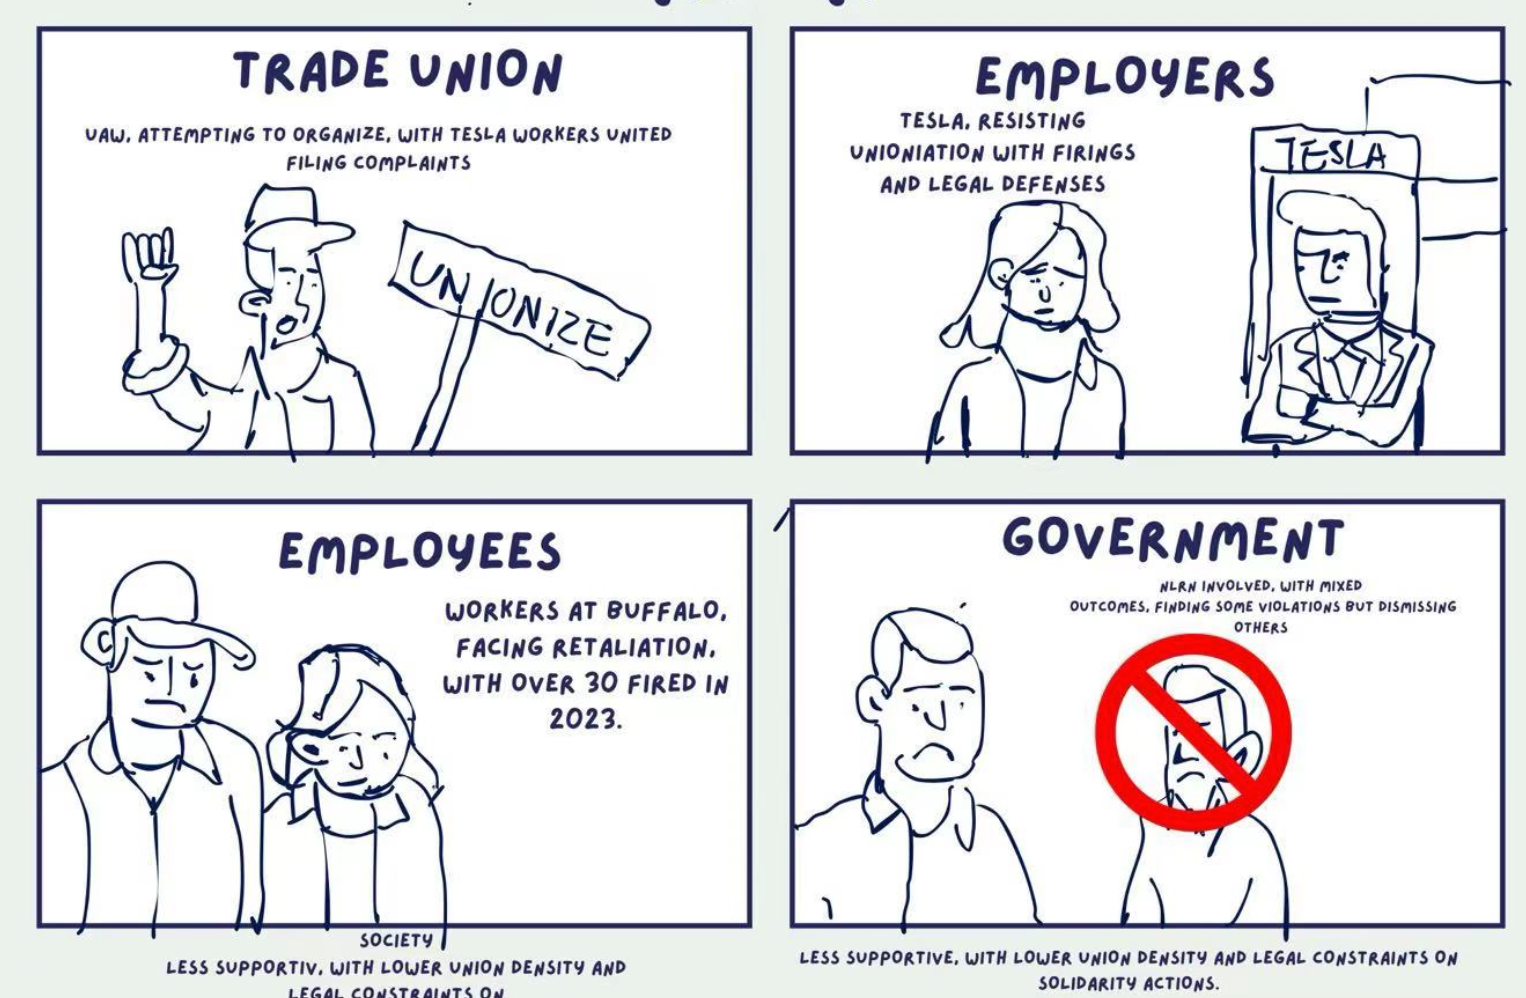 TRADE UNION
UAW, ATTEMPTING TO ORGANIZE, WITH TESLA WORKERS UNITED
FILING COMPLAINTS
UNIONIZE
EMPLOYERS
TESLA, RESISTING
UNIONIATION WITH FIRINGS
AND LEGAL DEFENSES
TESLA
EMPLOYEES
WORKERS AT BUFFALO,
FACING RETALIATION,
WITH OVER 30 FIRED IN
2023.
GOVERNMENT
NLRN INVOLVED, WITH MIXED
OUTCOMES, FINDING SOME VIOLATIONS BUT DISMISSING
OTHERS
SOCIETY
LESS SUPPORTIV, WITH LOWER UNION DENSITY AND
LEGAL CONSTRAINTS ON
LESS SUPPORTIVE, WITH LOWER UNION DENSITY AND LEGAL CONSTRAINTS ON
SOLIDARITY ACTIONS.